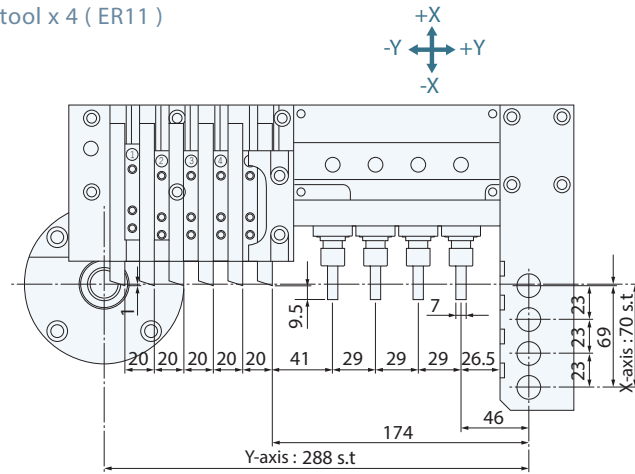 tool x 4 ( ER11 )
+X
-Y +Y
-X
1
2
3
4
1
9.5
7
23
23
23
69
X-axis : 70 s.t
20 20 20 20 20 41 29 29 29 26.5
46
174
Y-axis : 288 s.t